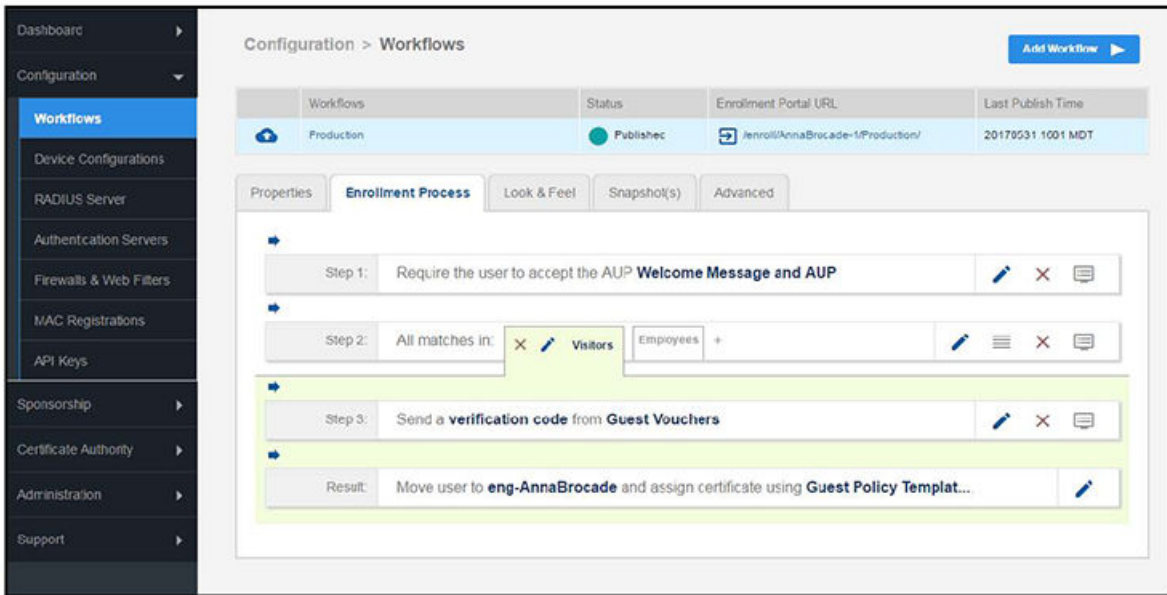 Dashboard
Configuration
Workflows
Device Configurations
RADIUS Server
Authentication Servers
Firewalls & Web Filters
MAC Registrations
API Keys
Sponsorship
Certificate Authority
Administration
Support
Configuration > Workflows
Add Workflow
Workflows Status Enrollment Portal URL Last Publish Time
Production Published /enroll/AnnaBrocade-1/Production/ 20170531 1001 MDT
Properties Enrollment Process Look & Feel Snapshot(s) Advanced
Step 1: Require the user to accept the AUP Welcome Message and AUP
Step 2: All matches in: Visitors Employees +
Step 3: Send a verification code from Guest Vouchers
Result: Move user to eng-AnnaBrocade and assign certificate using Guest Policy Templat...